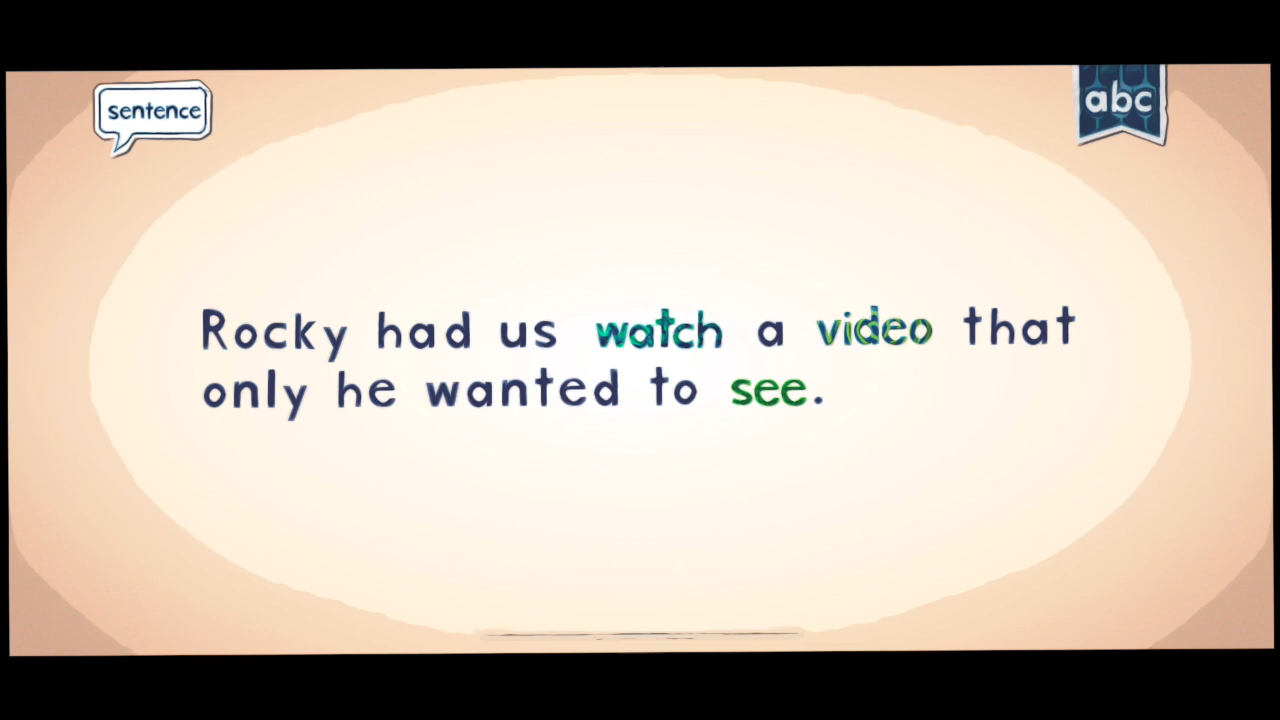 sentence
abc
Rocky had us watch a video that
only he wanted to see.